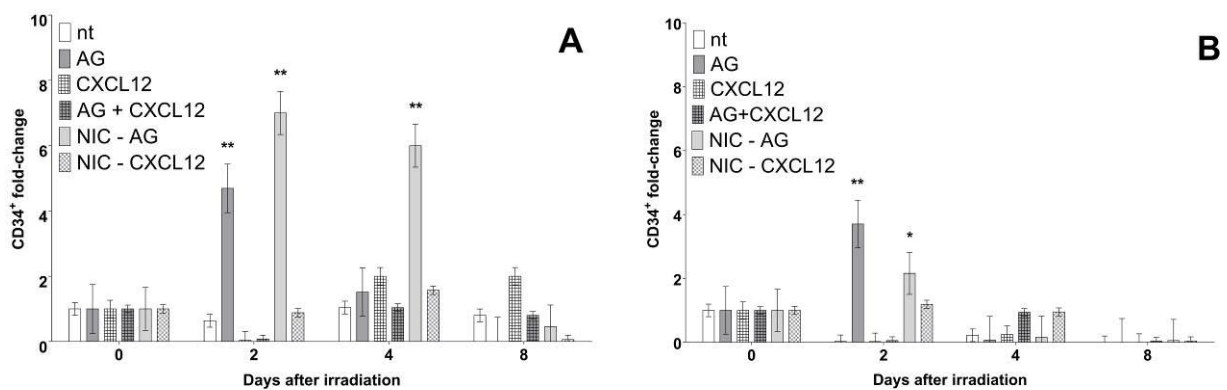 A
CD34+ fold-change
10
8
6
4
2
0
nt
AG
CXCL12
AG + CXCL12
NIC - AG
NIC - CXCL12
**
**
**
0 2 4 8
Days after irradiation
B
CD34+ fold-change
10
8
6
4
2
0
nt
AG
CXCL12
AG+CXCL12
NIC - AG
NIC - CXCL12
**
*
0 2 4 8
Days after irradiation